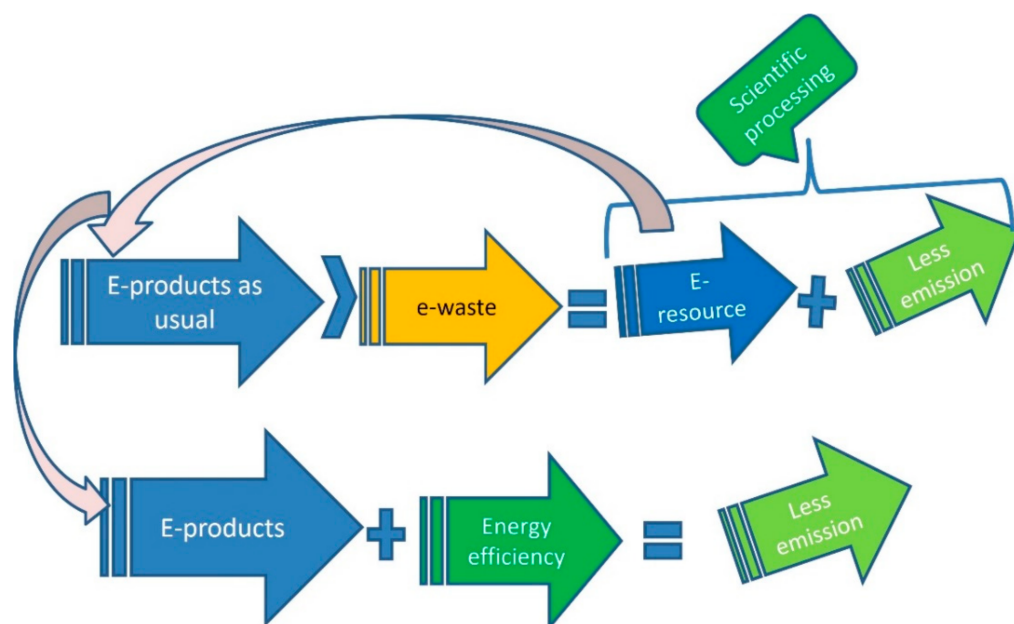 Scientific
processing
E-products as
usual
e-waste
E-
resource
Less
emission
E-products
Energy
efficiency
Less
emission